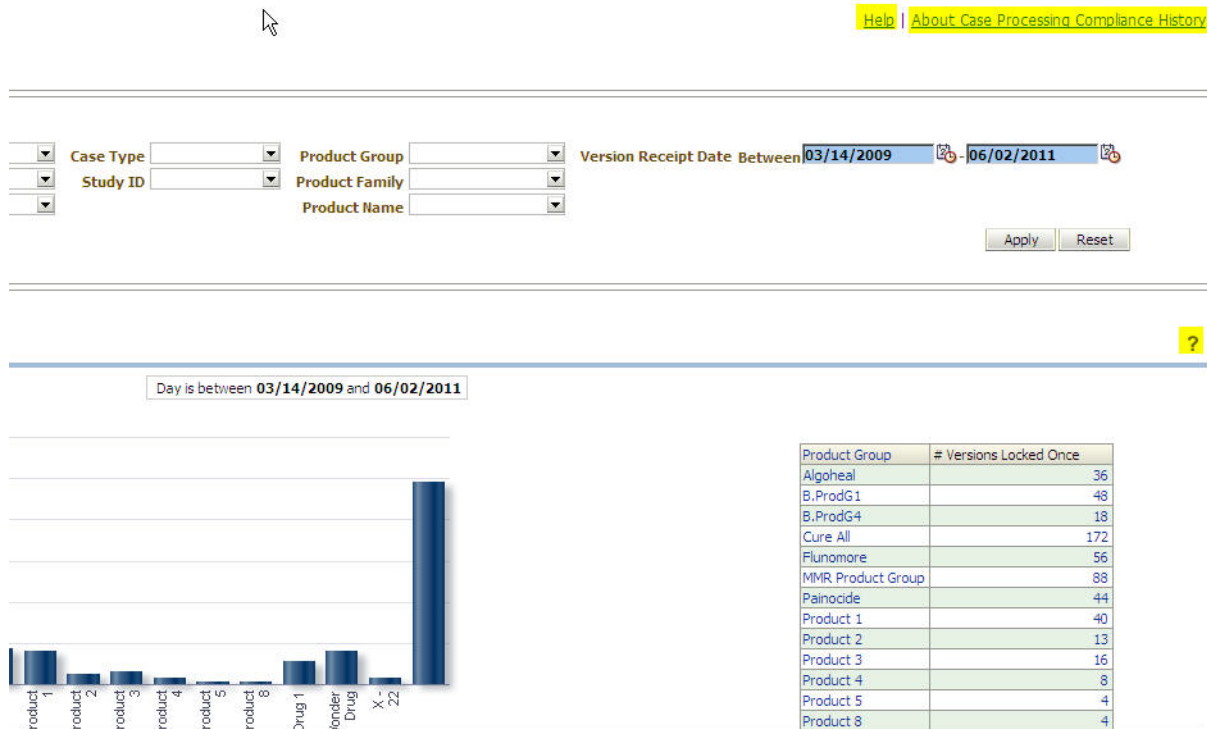 Help | About Case Processing Compliance History
Case Type Product Group Version Receipt Date Between 03/14/2009 - 06/02/2011
Study ID Product Family
Product Name
Apply Reset
?
Day is between 03/14/2009 and 06/02/2011
Product Group # Versions Locked Once
Algoheal 36
B.ProdG1 48
B.ProdG4 18
Cure All 172
Flunomore 56
MMR Product Group 88
Painocide 44
Product 1 40
Product 2 13
Product 3 16
Product 4 8
Product 5 4
Product 8 4
roduct 1
roduct 2
roduct 3
roduct 4
roduct 5
roduct 8
Drug 1
onder Drug
X - 22